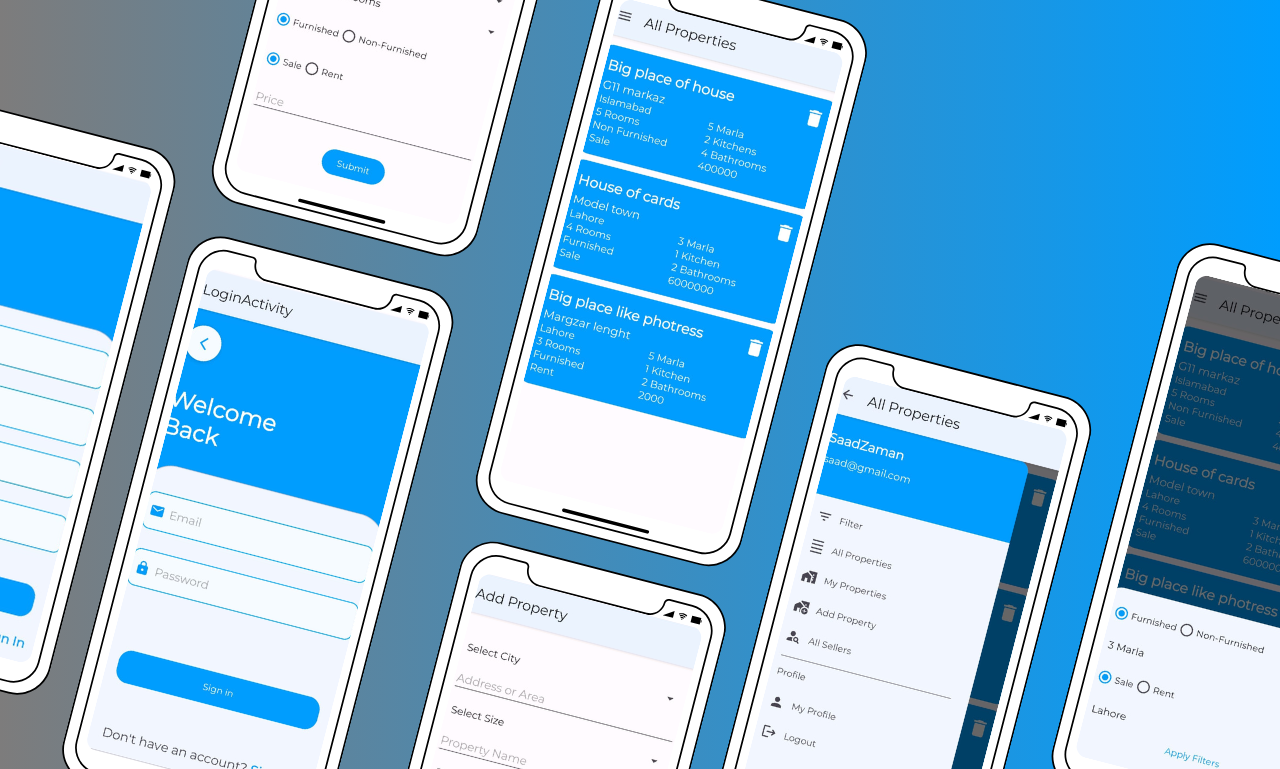 Furnished
Non-Furnished
Sale
Rent
Price
Submit
All Properties
Big place of house
G11 markaz
Islamabad
5 Rooms
Non Furnished
Sale
5 Marla
2 Kitchens
4 Bathrooms
400000
House of cards
Model town
Lahore
4 Rooms
Furnished
Sale
3 Marla
1 Kitchen
2 Bathrooms
6000000
Big place like photress
Margzar lenght
Lahore
3 Rooms
Furnished
Rent
5 Marla
1 Kitchen
2 Bathrooms
2000
LoginActivity
Welcome
Back
Email
Password
Sign in
Don't have an account?
In
Add Property
Select City
Address or Area
Select Size
Property Name
All Properties
SaadZaman
saad@gmail.com
Filter
All Properties
My Properties
Add Property
All Sellers
Profile
My Profile
Logout
All Prope
Big place of ho
G11 markaz
Islamabad
5 Rooms
Non Furnished
Sale
House of cards
Model town
Lahore
4 Rooms
Furnished
Sale
3 Mar
1 Kitch
2 Bath
600000
Big place like photress
Furnished
Non-Furnished
3 Marla
Sale
Rent
Lahore
Apply Filters